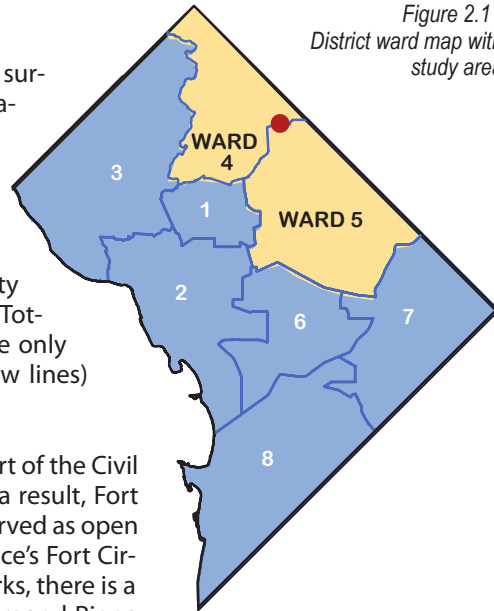 Figure 2.1
District ward map with
study area
sur-
a-
ty
Tot-
e only
w lines)
rt of the Civil
a result, Fort
rved as open
ce's Fort Cir-
rks, there is a
WARD
4
3
1
WARD 5
2
6
7
8